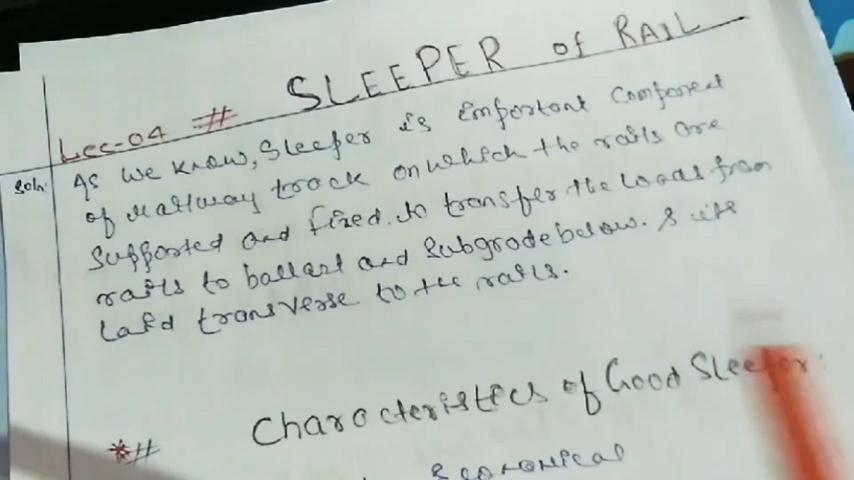 SLEEPER of RAIL
Lec-04 #
Soln: As we know, Sleeper is important component
of railway track on which the rails are
supported and fixed. to transfer the loads from
rails to ballast and subgrade below. & its
laid transverse to the rails.
*# Characteristics of Good Sleeper:
Economical